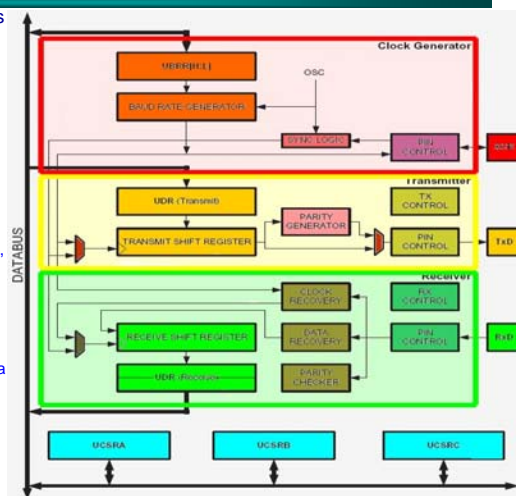 s
Clock Generator
UBRR[H:L]
OSC
BAUD RATE GENERATOR
SYNC LOGIC
PIN CONTROL
Transmitter
UDR (Transmit)
TX CONTROL
PARITY GENERATOR
TRANSMIT SHIFT REGISTER
PIN CONTROL
TxD
DATABUS
,
Receiver
CLOCK RECOVERY
RX CONTROL
RECEIVE SHIFT REGISTER
DATA RECOVERY
PIN CONTROL
RxD
a
UDR (Receive)
PARITY CHECKER
UCSRA
UCSRB
UCSRC